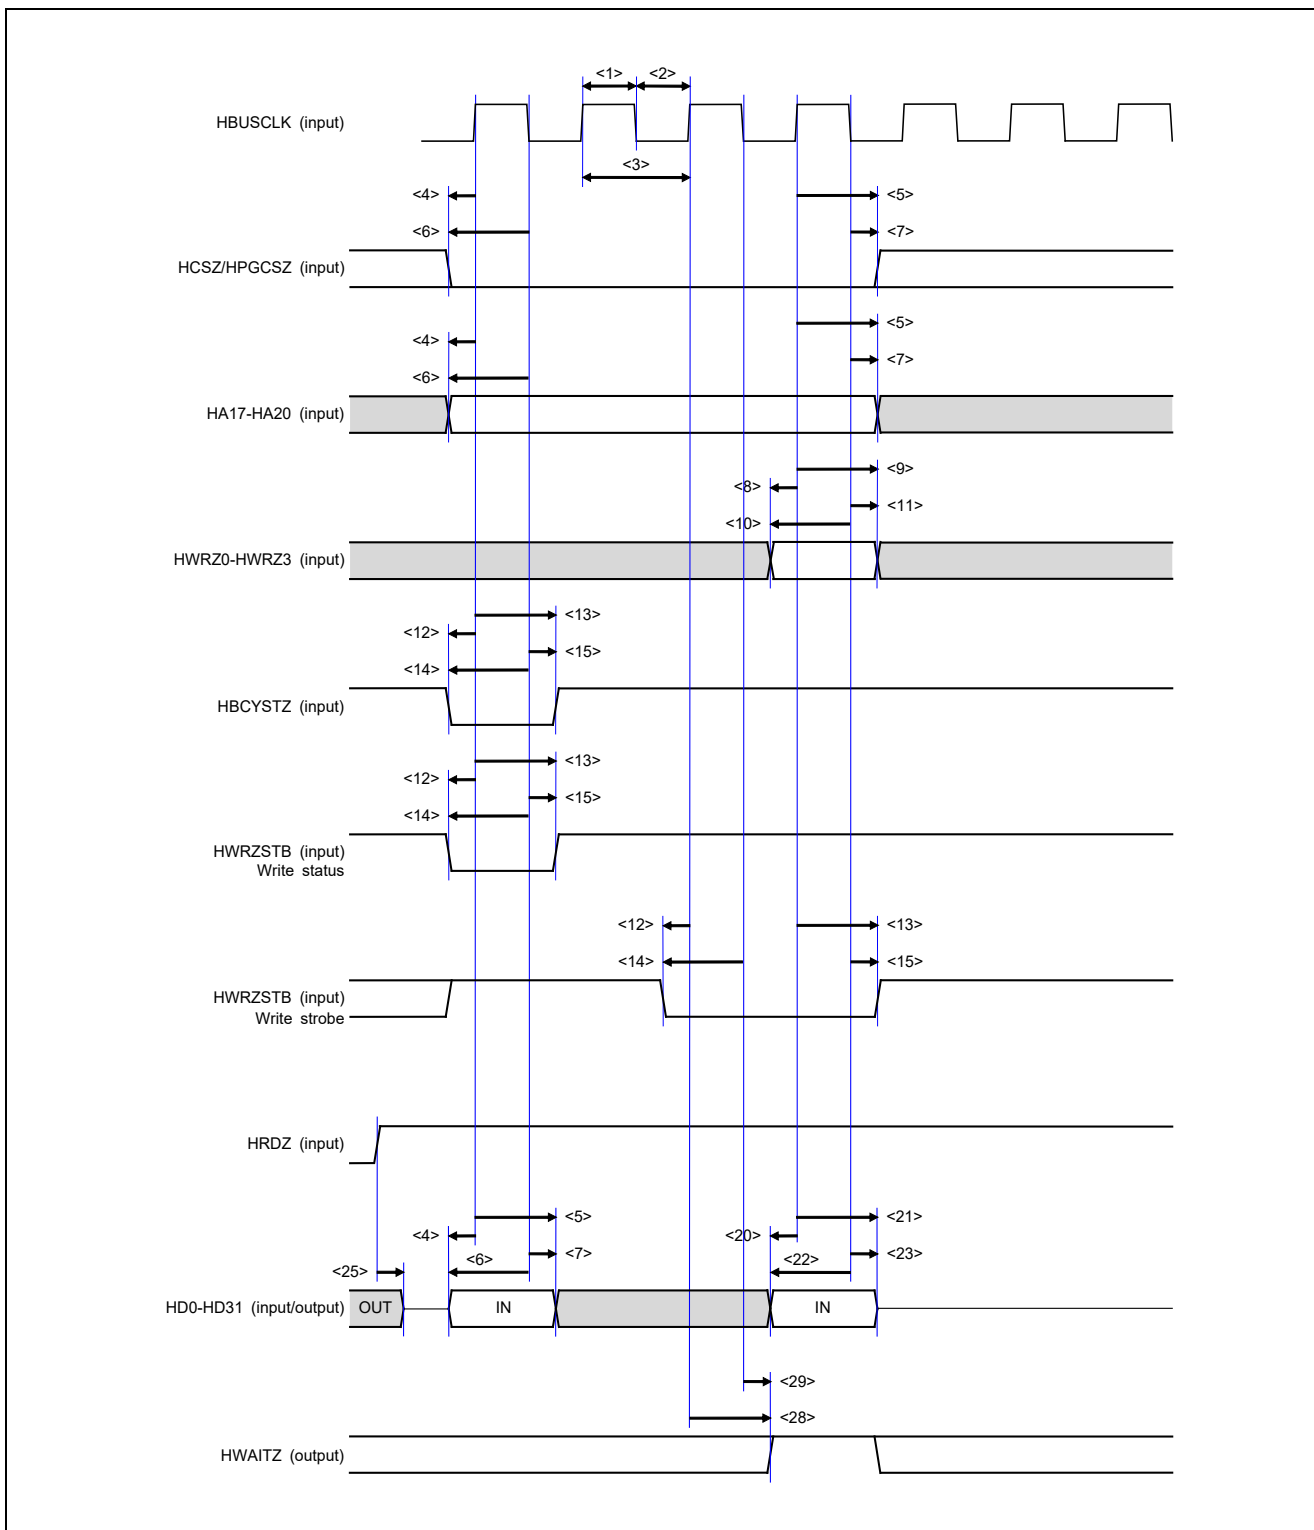 <1> <2>
HBUSCLK (input)
<3>
<4> <5>
<6> <7>
HCSZ/HPGCSZ (input)
<5>
<4>
<7>
<6>
HA17-HA20 (input)
<9>
<8>
<11>
<10>
HWRZ0-HWRZ3 (input)
<13>
<12>
<15>
<14>
HBCYSTZ (input)
<13>
<12>
<15>
<14>
HWRZSTB (input)
Write status
<12> <13>
<14> <15>
HWRZSTB (input)
Write strobe
HRDZ (input)
<5> <21>
<4> <20>
<6> <7> <22> <23>
<25>
HD0-HD31 (input/output) OUT IN IN
<29>
<28>
HWAITZ (output)